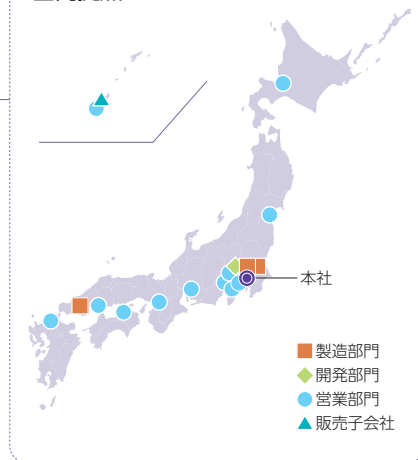 本社
製造部門
開発部門
営業部門
販売子会社